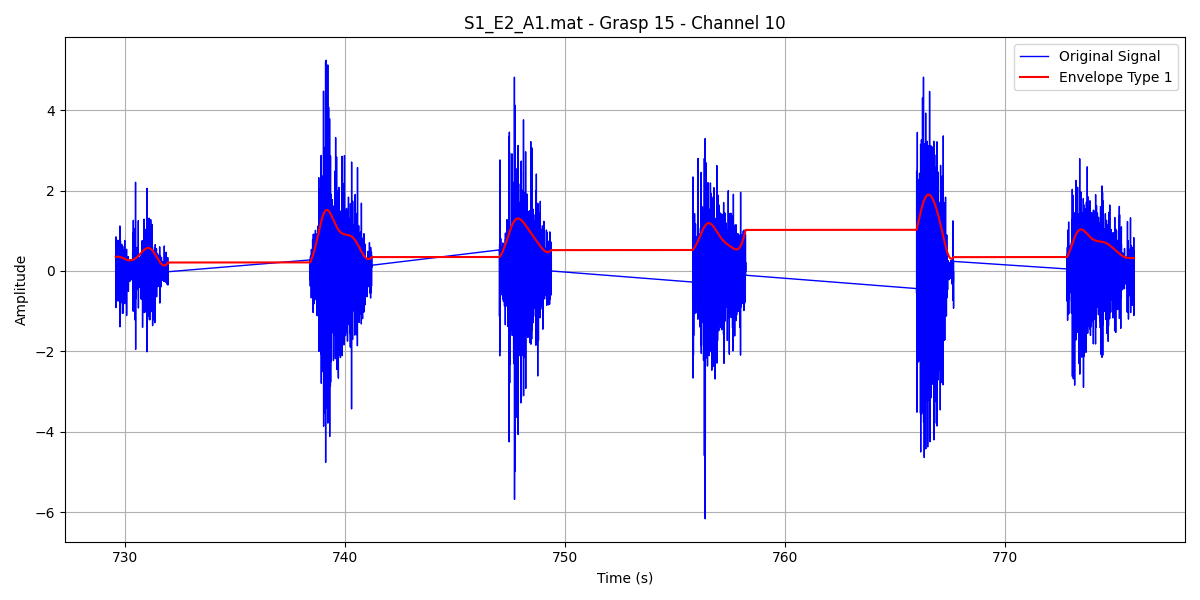 S1_E2_A1.mat - Grasp 15 - Channel 10
Original Signal
Envelope Type 1
Amplitude
4
2
0
−2
−4
−6
730 740 750 760 770
Time (s)